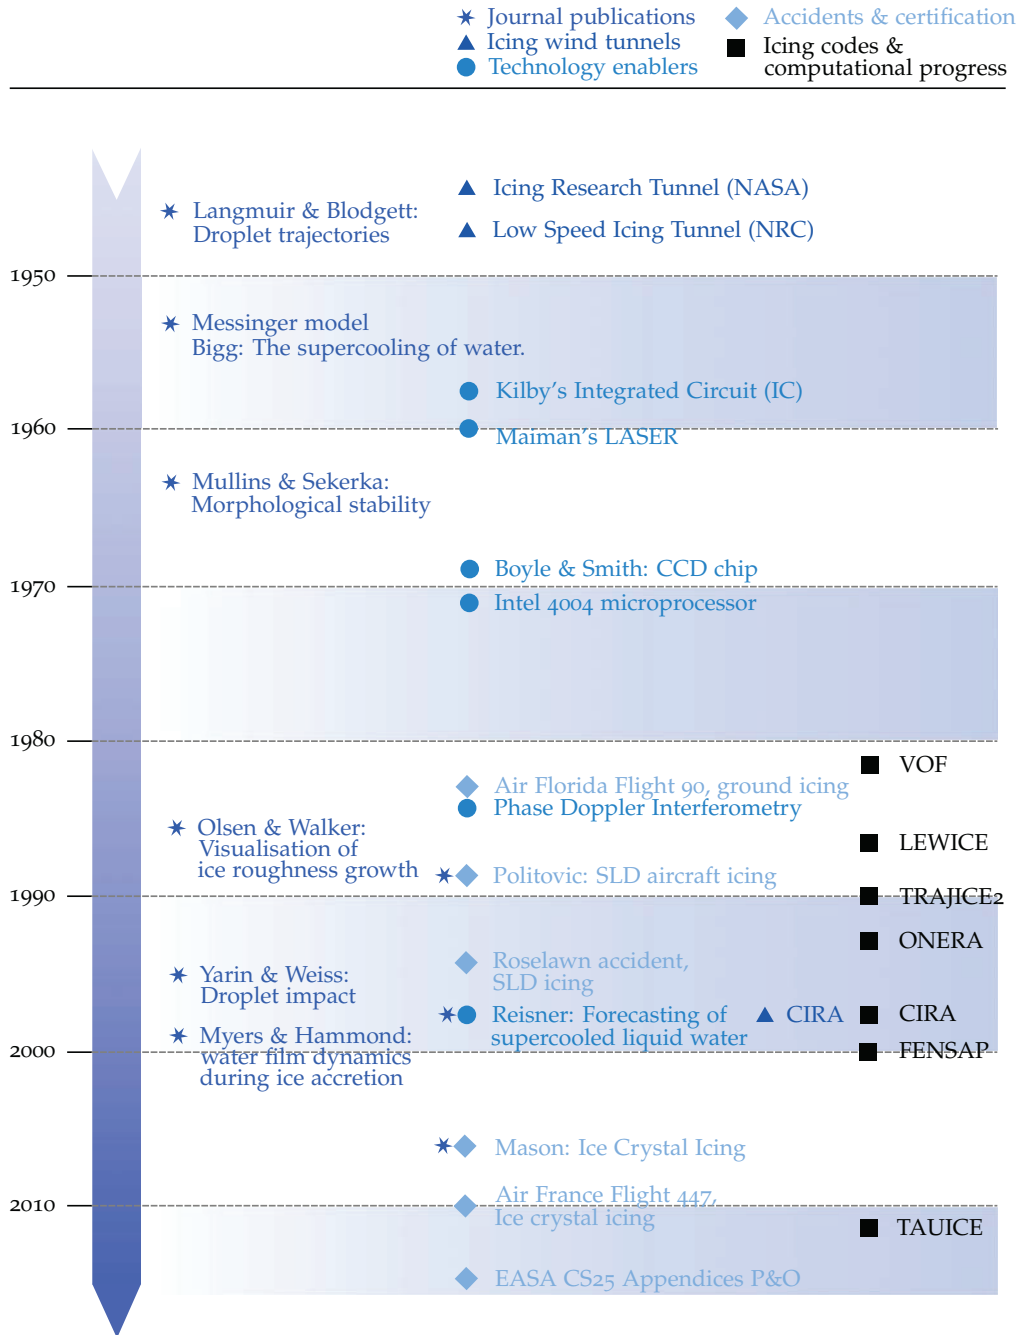 Journal publications
Accidents & certification
Icing wind tunnels
Icing codes &
computational progress
Technology enablers
Icing Research Tunnel (NASA)
Langmuir & Blodgett:
Droplet trajectories
Low Speed Icing Tunnel (NRC)
1950
Messinger model
Bigg: The supercooling of water.
Kilby's Integrated Circuit (IC)
1960
Maiman's LASER
Mullins & Sekerka:
Morphological stability
Boyle & Smith: CCD chip
1970
Intel 4004 microprocessor
1980
VOF
Air Florida Flight 90, ground icing
Phase Doppler Interferometry
Olsen & Walker:
Visualisation of
ice roughness growth
LEWICE
Politovic: SLD aircraft icing
1990
TRAJICE2
ONERA
Roselawn accident,
SLD icing
Yarin & Weiss:
Droplet impact
Reisner: Forecasting of
supercooled liquid water
CIRA
CIRA
Myers & Hammond:
water film dynamics
during ice accretion
2000
FENSAP
Mason: Ice Crystal Icing
Air France Flight 447,
Ice crystal icing
2010
TAUICE
EASA CS25 Appendices P&O